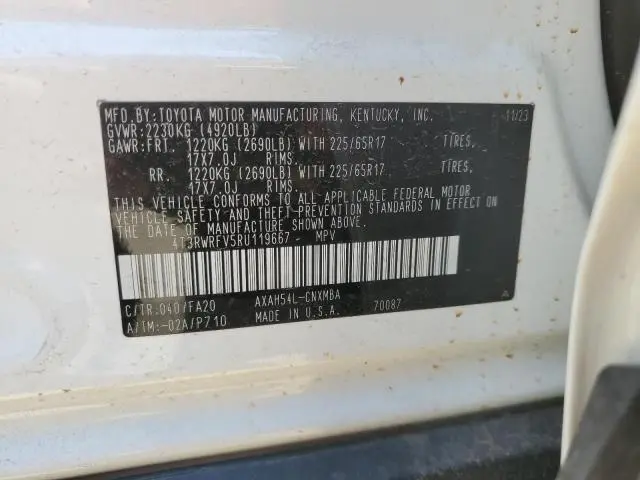 MFD.BY:TOYOTA MOTOR MANUFACTURING, KENTUCKY, INC. 11/23
GVWR:2230KG (4920LB)
GAWR:FRT. 1220KG (2690LB) WITH 225/65R17 TIRES,
17X7.0J RIMS,
RR. 1220KG (2690LB) WITH 225/65R17 TIRES,
17X7.0J RIMS.
THIS VEHICLE CONFORMS TO ALL APPLICABLE FEDERAL MOTOR
VEHICLE SAFETY AND THEFT PREVENTION STANDARDS IN EFFECT ON
THE DATE OF MANUFACTURE SHOWN ABOVE.
4T3RWRFV5RU119667 MPV
C/TR:040/FA20 AXAH54L-CNXMBA A
A/TM:-02A/P710 MADE IN U.S.A. 70087